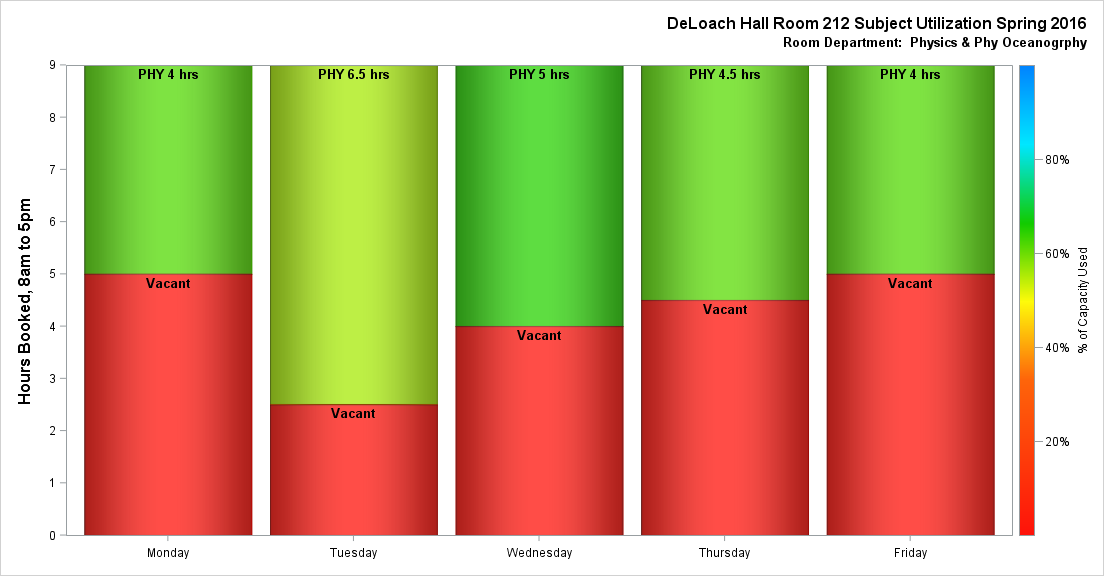 DeLoach Hall Room 212 Subject Utilization Spring 2016
Room Department:  Physics & Phy Oceanogrphy
Hours Booked, 8am to 5pm
9
8
7
6
5
4
3
2
1
0
PHY 4 hrs
PHY 6.5 hrs
PHY 5 hrs
PHY 4.5 hrs
PHY 4 hrs
Vacant
Vacant
Vacant
Vacant
Vacant
Monday
Tuesday
Wednesday
Thursday
Friday
80%
60%
40%
20%
% of Capacity Used